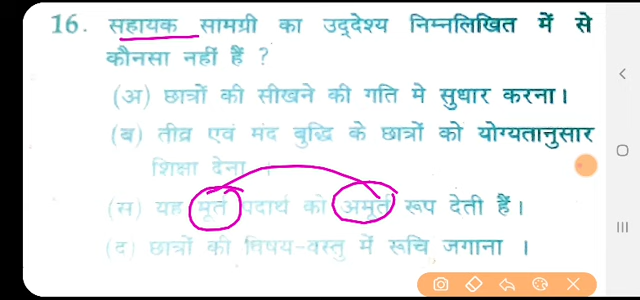 16. सहायक सामग्री का उद्देश्य निम्नलिखित में से
कौनसा नहीं हैं ?
(अ) छात्रों की सीखने की गति मे सुधार करना।
(ब) तीव्र एवं मंद बुद्धि के छात्रों को योग्यतानुसार
शिक्षा देना ।
(स) यह मूर्त पदार्थ को अमूर्त रूप देती हैं।
(द) छात्रों की विषय-वस्तु में रूचि जगाना ।